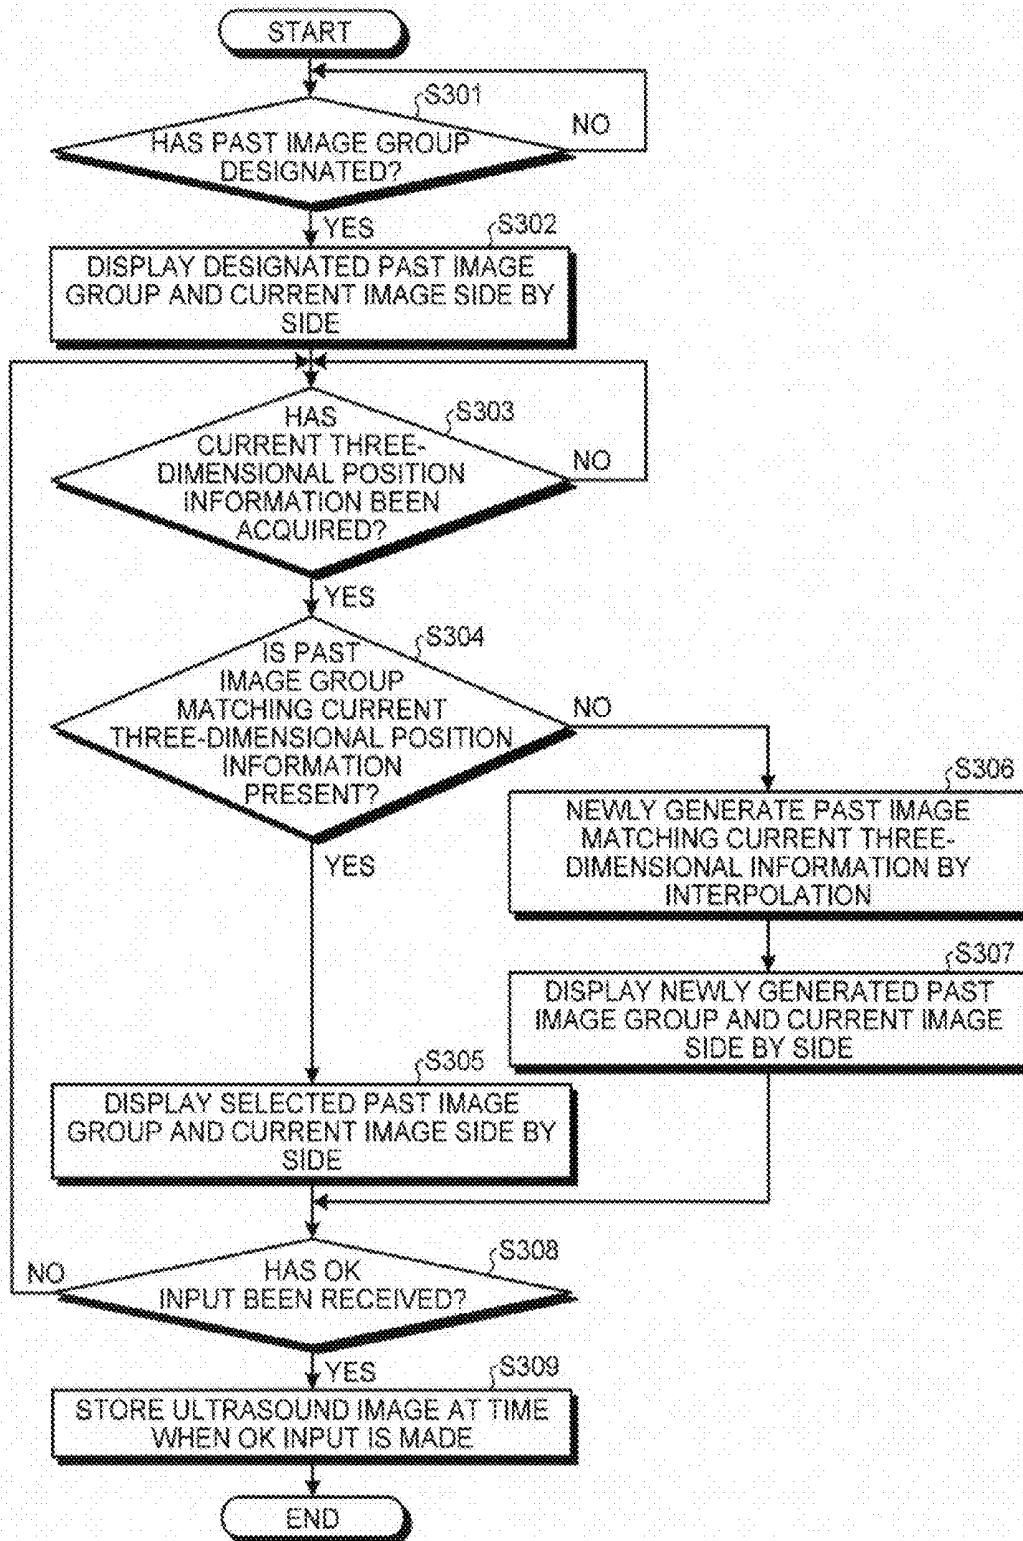 START
S301
HAS PAST IMAGE GROUP
DESIGNATED?
NO
YES
S302
DISPLAY DESIGNATED PAST IMAGE
GROUP AND CURRENT IMAGE SIDE BY
SIDE
S303
HAS
CURRENT THREE-
DIMENSIONAL POSITION
INFORMATION BEEN
ACQUIRED?
NO
YES
S304
IS PAST
IMAGE GROUP
MATCHING CURRENT
THREE-DIMENSIONAL POSITION
INFORMATION
PRESENT?
NO
YES
S306
NEWLY GENERATE PAST IMAGE
MATCHING CURRENT THREE-
DIMENSIONAL INFORMATION BY
INTERPOLATION
S307
DISPLAY NEWLY GENERATED PAST
IMAGE GROUP AND CURRENT IMAGE
SIDE BY SIDE
S305
DISPLAY SELECTED PAST IMAGE
GROUP AND CURRENT IMAGE SIDE BY
SIDE
S308
HAS OK
INPUT BEEN RECEIVED?
NO
YES
S309
STORE ULTRASOUND IMAGE AT TIME
WHEN OK INPUT IS MADE
END